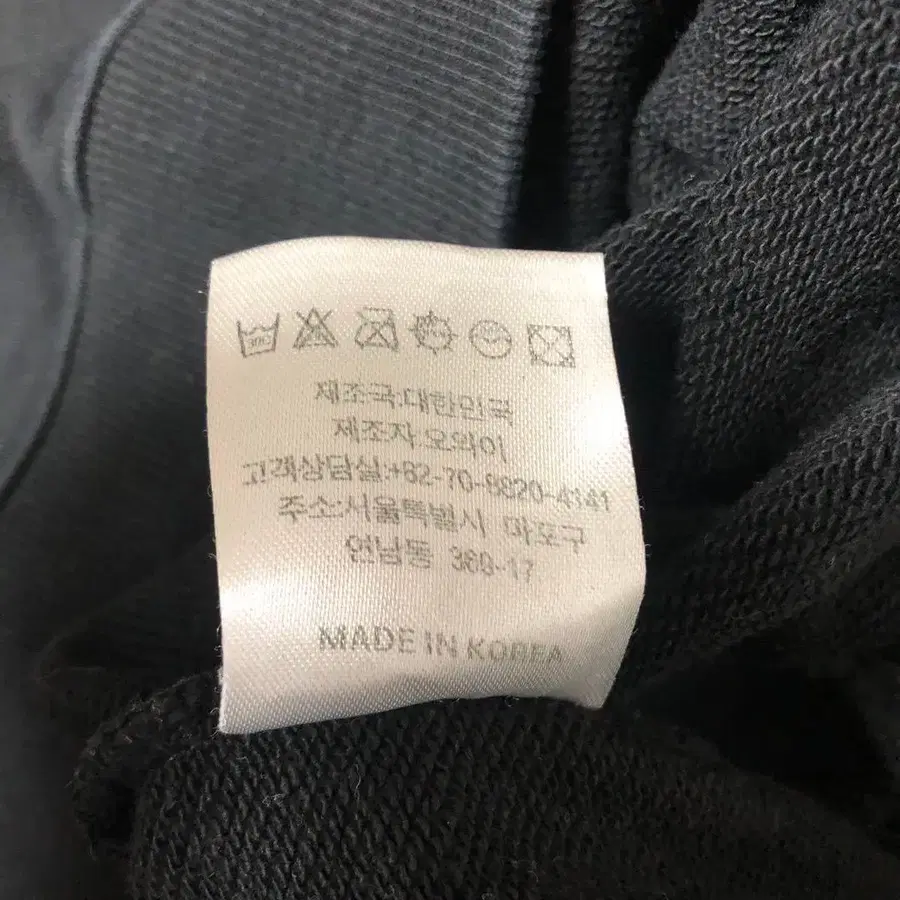 제조국:대한민국
제조자:오와이
고객상담실:+82-70-8820-4141
주소:서울특별시 마포구
연남동 369-17
MADE IN KOREA